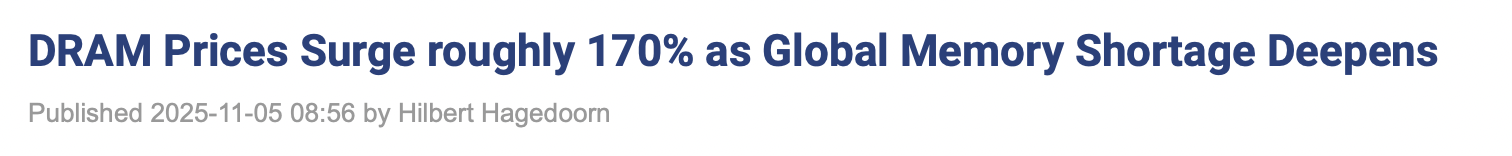 DRAM Prices Surge roughly 170% as Global Memory Shortage Deepens
Published 2025-11-05 08:56 by Hilbert Hagedoorn